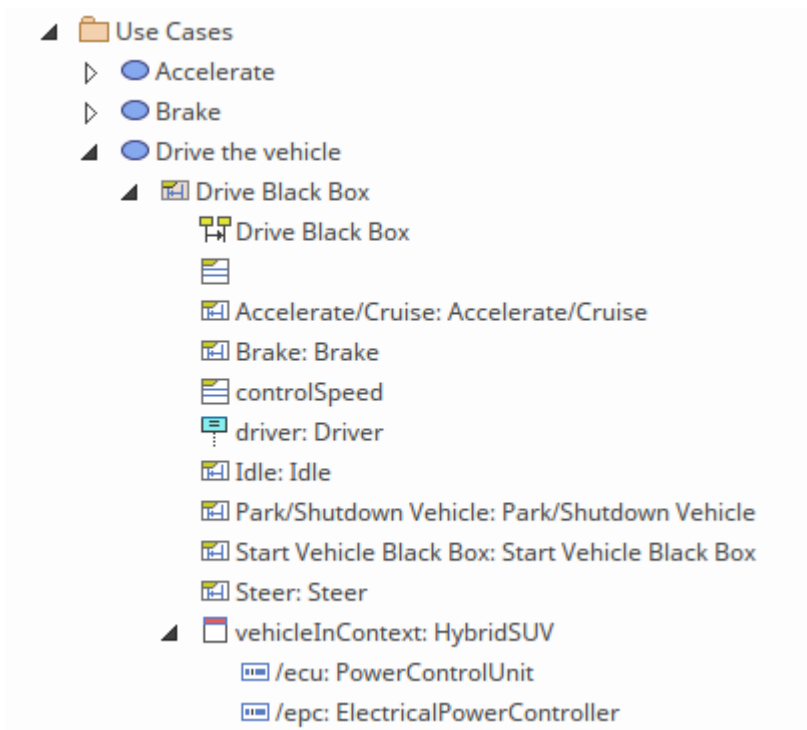 Use Cases
Accelerate
Brake
Drive the vehicle
Drive Black Box
Drive Black Box
Accelerate/Cruise: Accelerate/Cruise
Brake: Brake
controlSpeed
driver: Driver
Idle: Idle
Park/Shutdown Vehicle: Park/Shutdown Vehicle
Start Vehicle Black Box: Start Vehicle Black Box
Steer: Steer
vehicleInContext: HybridSUV
/ecu: PowerControlUnit
/epc: ElectricalPowerController